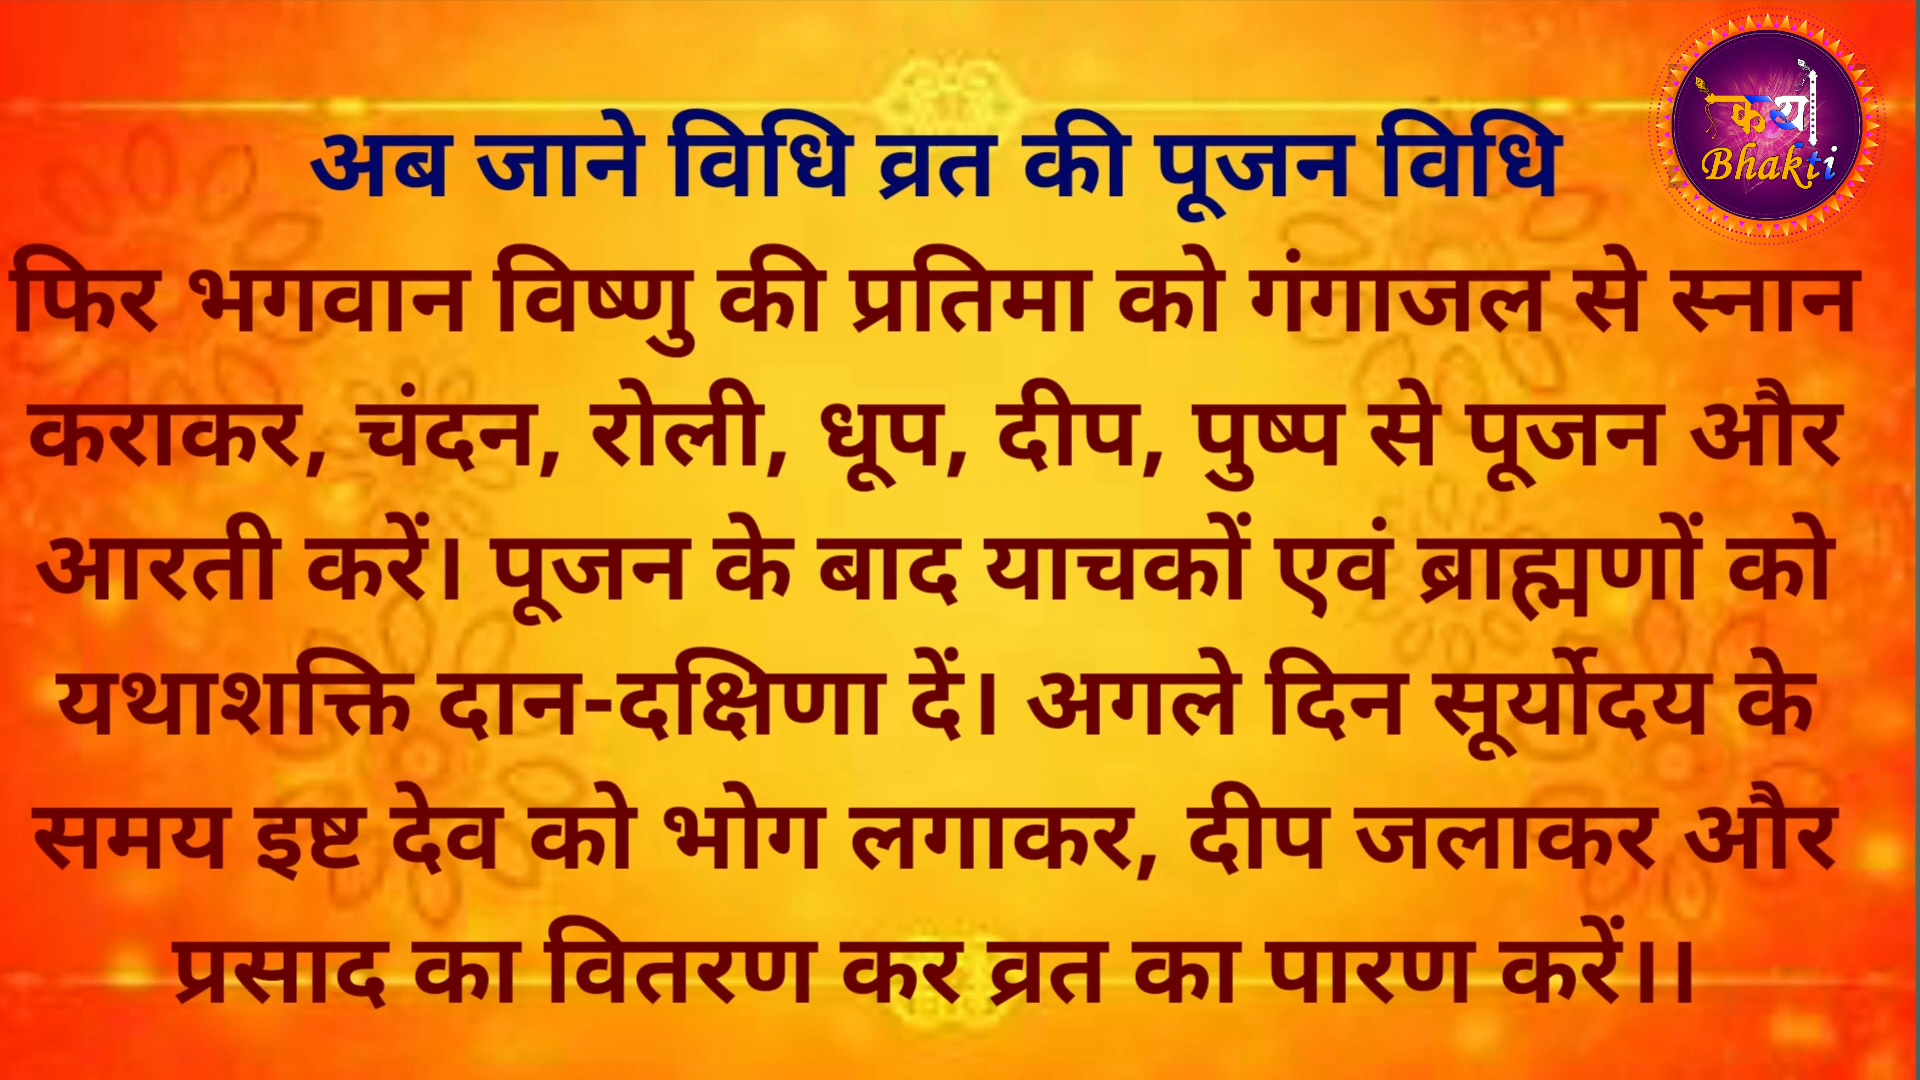 कथा
Bhakti
अब जाने विधि व्रत की पूजन विधि
फिर भगवान विष्णु की प्रतिमा को गंगाजल से स्नान
कराकर, चंदन, रोली, धूप, दीप, पुष्प से पूजन और
आरती करें। पूजन के बाद याचकों एवं ब्राह्मणों को
यथाशक्ति दान-दक्षिणा दें। अगले दिन सूर्योदय के
समय इष्ट देव को भोग लगाकर, दीप जलाकर और
प्रसाद का वितरण कर व्रत का पारण करें।।